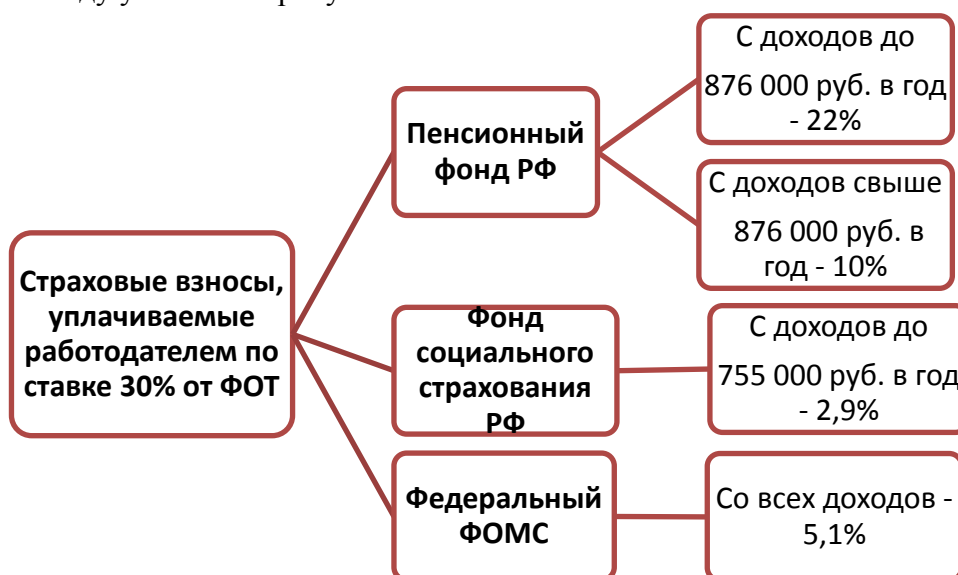 Страховые взносы,
уплачиваемые
работодателем по
ставке 30% от ФОТ
Пенсионный
фонд РФ
С доходов до
876 000 руб. в год
- 22%
С доходов свыше
876 000 руб. в
год - 10%
Фонд
социального
страхования
РФ
С доходов до
755 000 руб. в год
- 2,9%
Федеральный
ФОМС
Со всех доходов -
5,1%